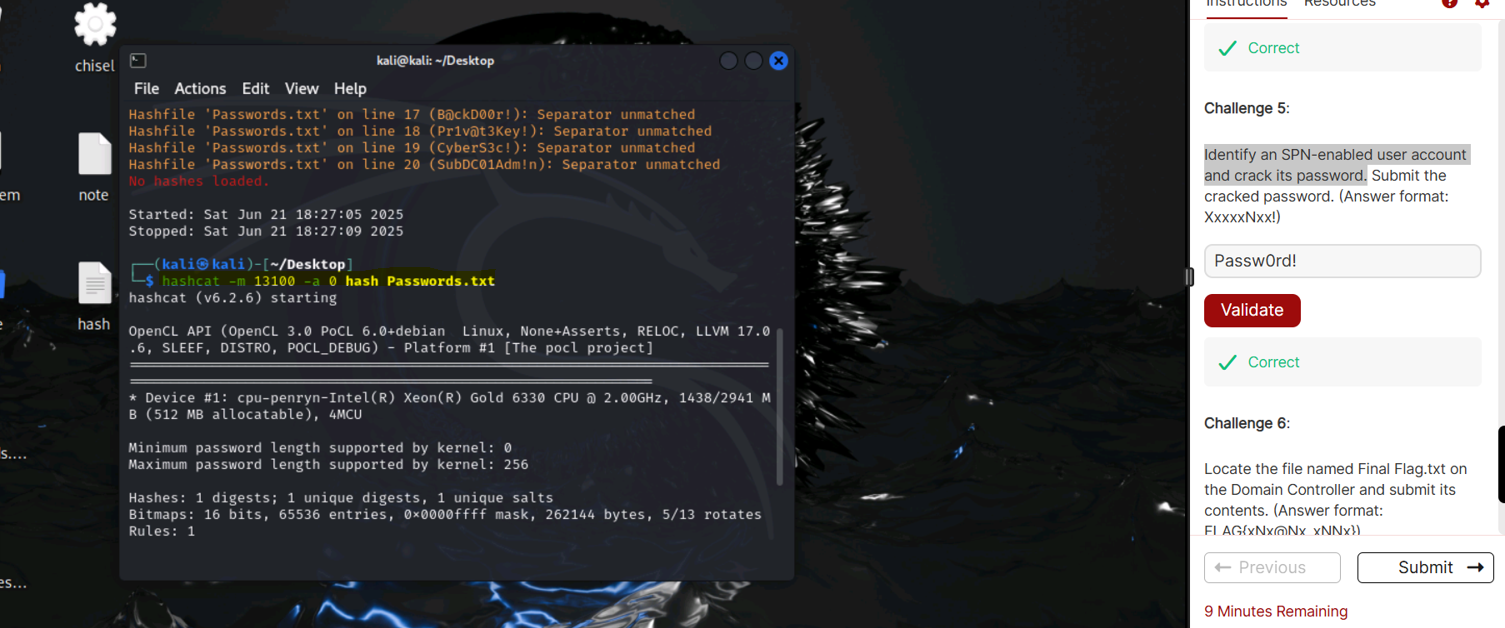 chisel
em
note
hash
e
s....
es...
kali@kali: ~/Desktop
File Actions Edit View Help
Hashfile 'Passwords.txt' on line 17 (B@ckD00r!): Separator unmatched
Hashfile 'Passwords.txt' on line 18 (Pr1v@t3Key!): Separator unmatched
Hashfile 'Passwords.txt' on line 19 (CyberS3c!): Separator unmatched
Hashfile 'Passwords.txt' on line 20 (SubDC01Adm!n): Separator unmatched
No hashes loaded.
Started: Sat Jun 21 18:27:05 2025
Stopped: Sat Jun 21 18:27:09 2025
┌──(kali㉿kali)-[~/Desktop]
└─$ hashcat -m 13100 -a 0 hash Passwords.txt
hashcat (v6.2.6) starting
OpenCL API (OpenCL 3.0 PoCL 6.0+debian  Linux, None+Asserts, RELOC, LLVM 17.0
.6, SLEEF, DISTRO, POCL_DEBUG) - Platform #1 [The pocl project]
* Device #1: cpu-penryn-Intel(R) Xeon(R) Gold 6330 CPU @ 2.00GHz, 1438/2941 M
B (512 MB allocatable), 4MCU
Minimum password length supported by kernel: 0
Maximum password length supported by kernel: 256
Hashes: 1 digests; 1 unique digests, 1 unique salts
Bitmaps: 16 bits, 65536 entries, 0×0000ffff mask, 262144 bytes, 5/13 rotates
Rules: 1
Instructions Resources
Correct
Challenge 5:
Identify an SPN-enabled user account
and crack its password. Submit the
cracked password. (Answer format:
XxxxxNxx!)
Passw0rd!
Validate
Correct
Challenge 6:
Locate the file named Final Flag.txt on
the Domain Controller and submit its
contents. (Answer format:
FLAG{xNx@Nx_xNNx})
← Previous
Submit →
9 Minutes Remaining